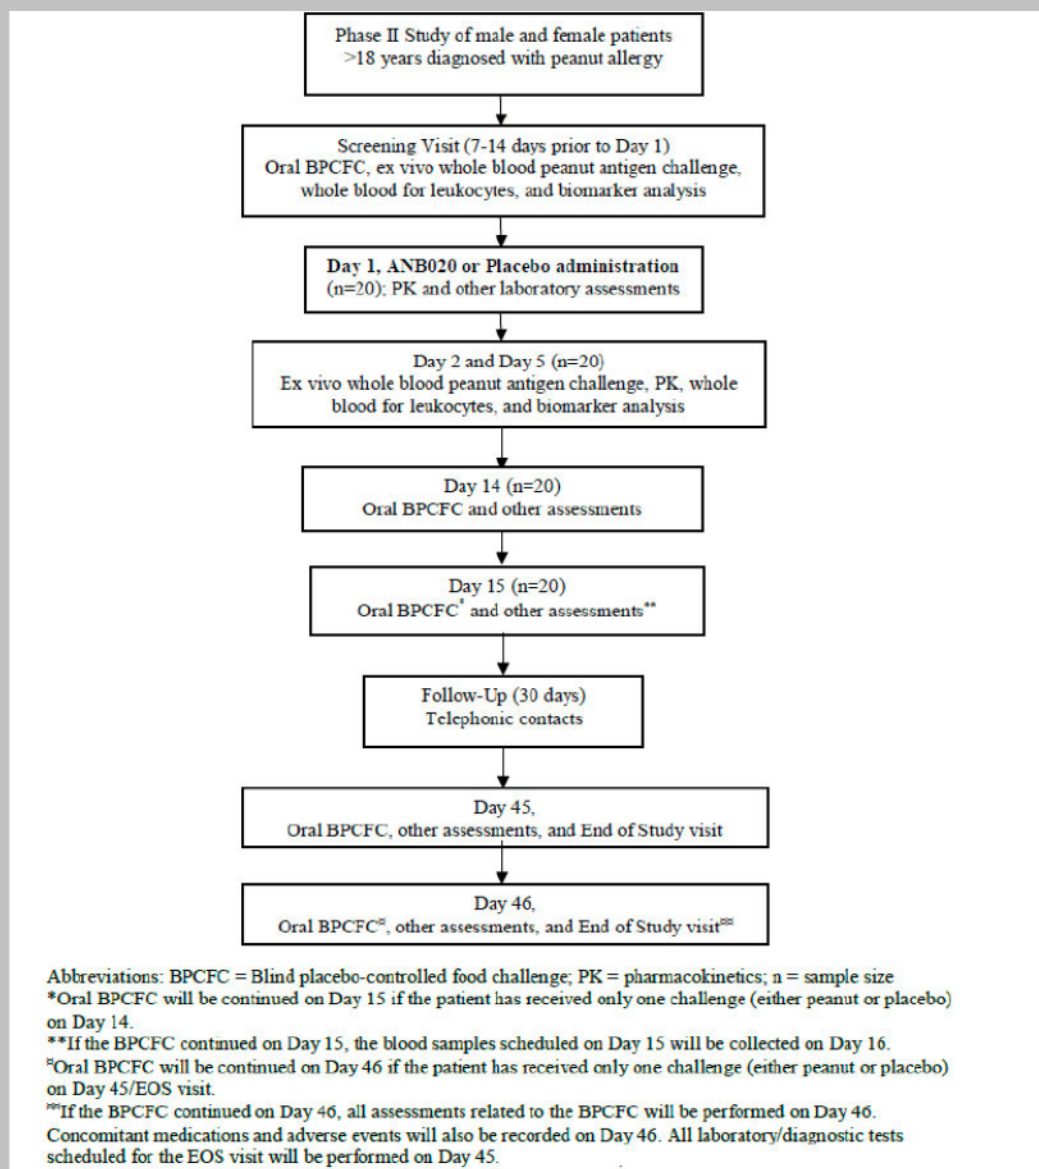 Phase II Study of male and female patients
>18 years diagnosed with peanut allergy
Screening Visit (7-14 days prior to Day 1)
Oral BPCFC, ex vivo whole blood peanut antigen challenge,
whole blood for leukocytes, and biomarker analysis
Day 1, ANB020 or Placebo administration
(n=20); PK and other laboratory assessments
Day 2 and Day 5 (n=20)
Ex vivo whole blood peanut antigen challenge, PK, whole
blood for leukocytes, and biomarker analysis
Day 14 (n=20)
Oral BPCFC and other assessments
Day 15 (n=20)
Oral BPCFC* and other assessments**
Follow-Up (30 days)
Telephonic contacts
Day 45,
Oral BPCFC, other assessments, and End of Study visit
Day 46,
Oral BPCFC¤, other assessments, and End of Study visit¤¤
Abbreviations: BPCFC = Blind placebo-controlled food challenge; PK = pharmacokinetics; n = sample size
*Oral BPCFC will be continued on Day 15 if the patient has received only one challenge (either peanut or placebo)
on Day 14.
**If the BPCFC continued on Day 15, the blood samples scheduled on Day 15 will be collected on Day 16.
¤Oral BPCFC will be continued on Day 46 if the patient has received only one challenge (either peanut or placebo)
on Day 45/EOS visit.
¤¤If the BPCFC continued on Day 46, all assessments related to the BPCFC will be performed on Day 46.
Concomitant medications and adverse events will also be recorded on Day 46. All laboratory/diagnostic tests
scheduled for the EOS visit will be performed on Day 45.